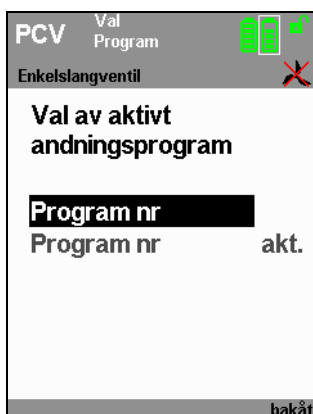 PCV Val
Program
Enkelslangventil
Val av aktivt
andningsprogram
Program nr
Program nr akt.
bakåt